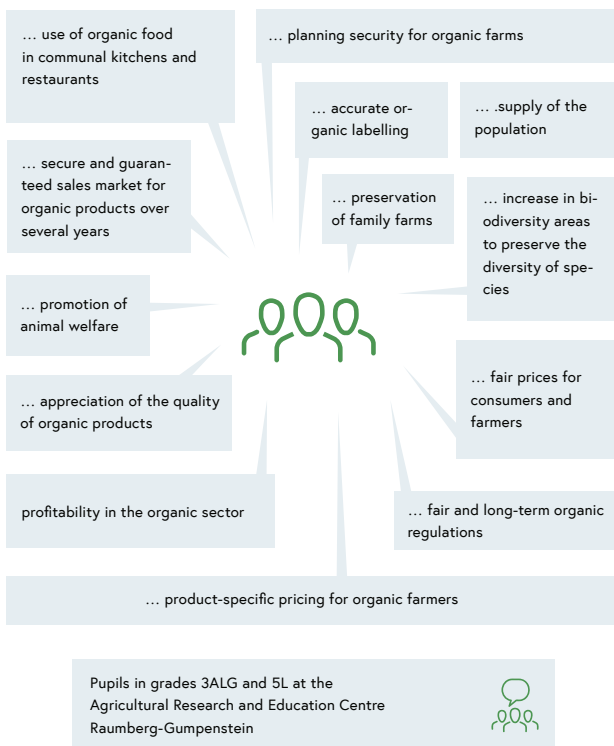 … use of organic food
in communal kitchens and
restaurants
… planning security for organic farms
… accurate or-
ganic labelling
… .supply of the
population
… secure and guaran-
teed sales market for
organic products over
several years
… preservation
of family farms
… increase in bi-
odiversity areas
to preserve the
diversity of spe-
cies
… promotion of
animal welfare
… appreciation of the quality
of organic products
… fair prices for
consumers and
farmers
profitability in the organic sector
… fair and long-term organic
regulations
… product-specific pricing for organic farmers
Pupils in grades 3ALG and 5L at the
Agricultural Research and Education Centre
Raumberg-Gumpenstein